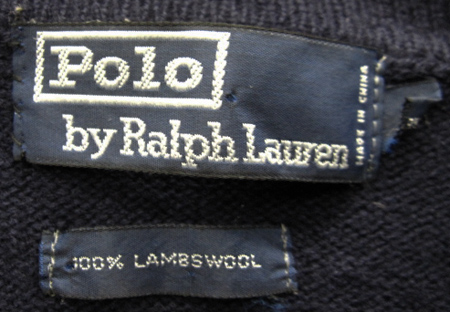 Polo
by Ralph Lauren
MADE IN CHINA
100% LAMBSWOOL